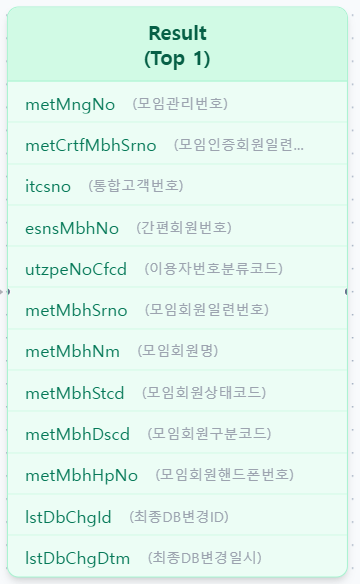 Result
(Top 1)
metMngNo (모임관리번호)
metCrtfMbhSrno (모임인증회원일련...
itcsno (통합고객번호)
esnsMbhNo (간편회원번호)
utzpeNoCfcd (이용자번호분류코드)
metMbhSrno (모임회원일련번호)
metMbhNm (모임회원명)
metMbhStcd (모임회원상태코드)
metMbhDscd (모임회원구분코드)
metMbhHpNo (모임회원핸드폰번호)
lstDbChgId (최종DB변경ID)
lstDbChgDtm (최종DB변경일시)